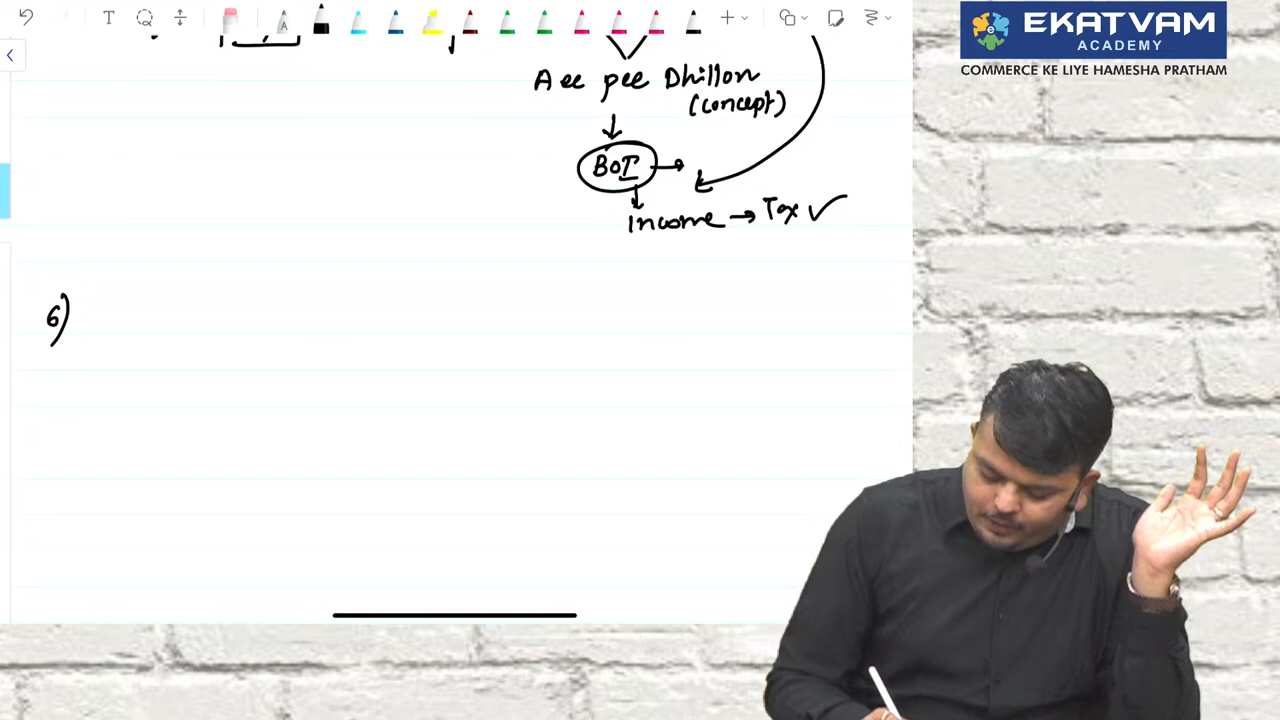 EKATVAM
ACADEMY
COMMERCE KE LIYE HAMESHA PRATHAM
T
A
Aee pee Dhillon
(concept)
BOI
Income → Tax ✓
6)